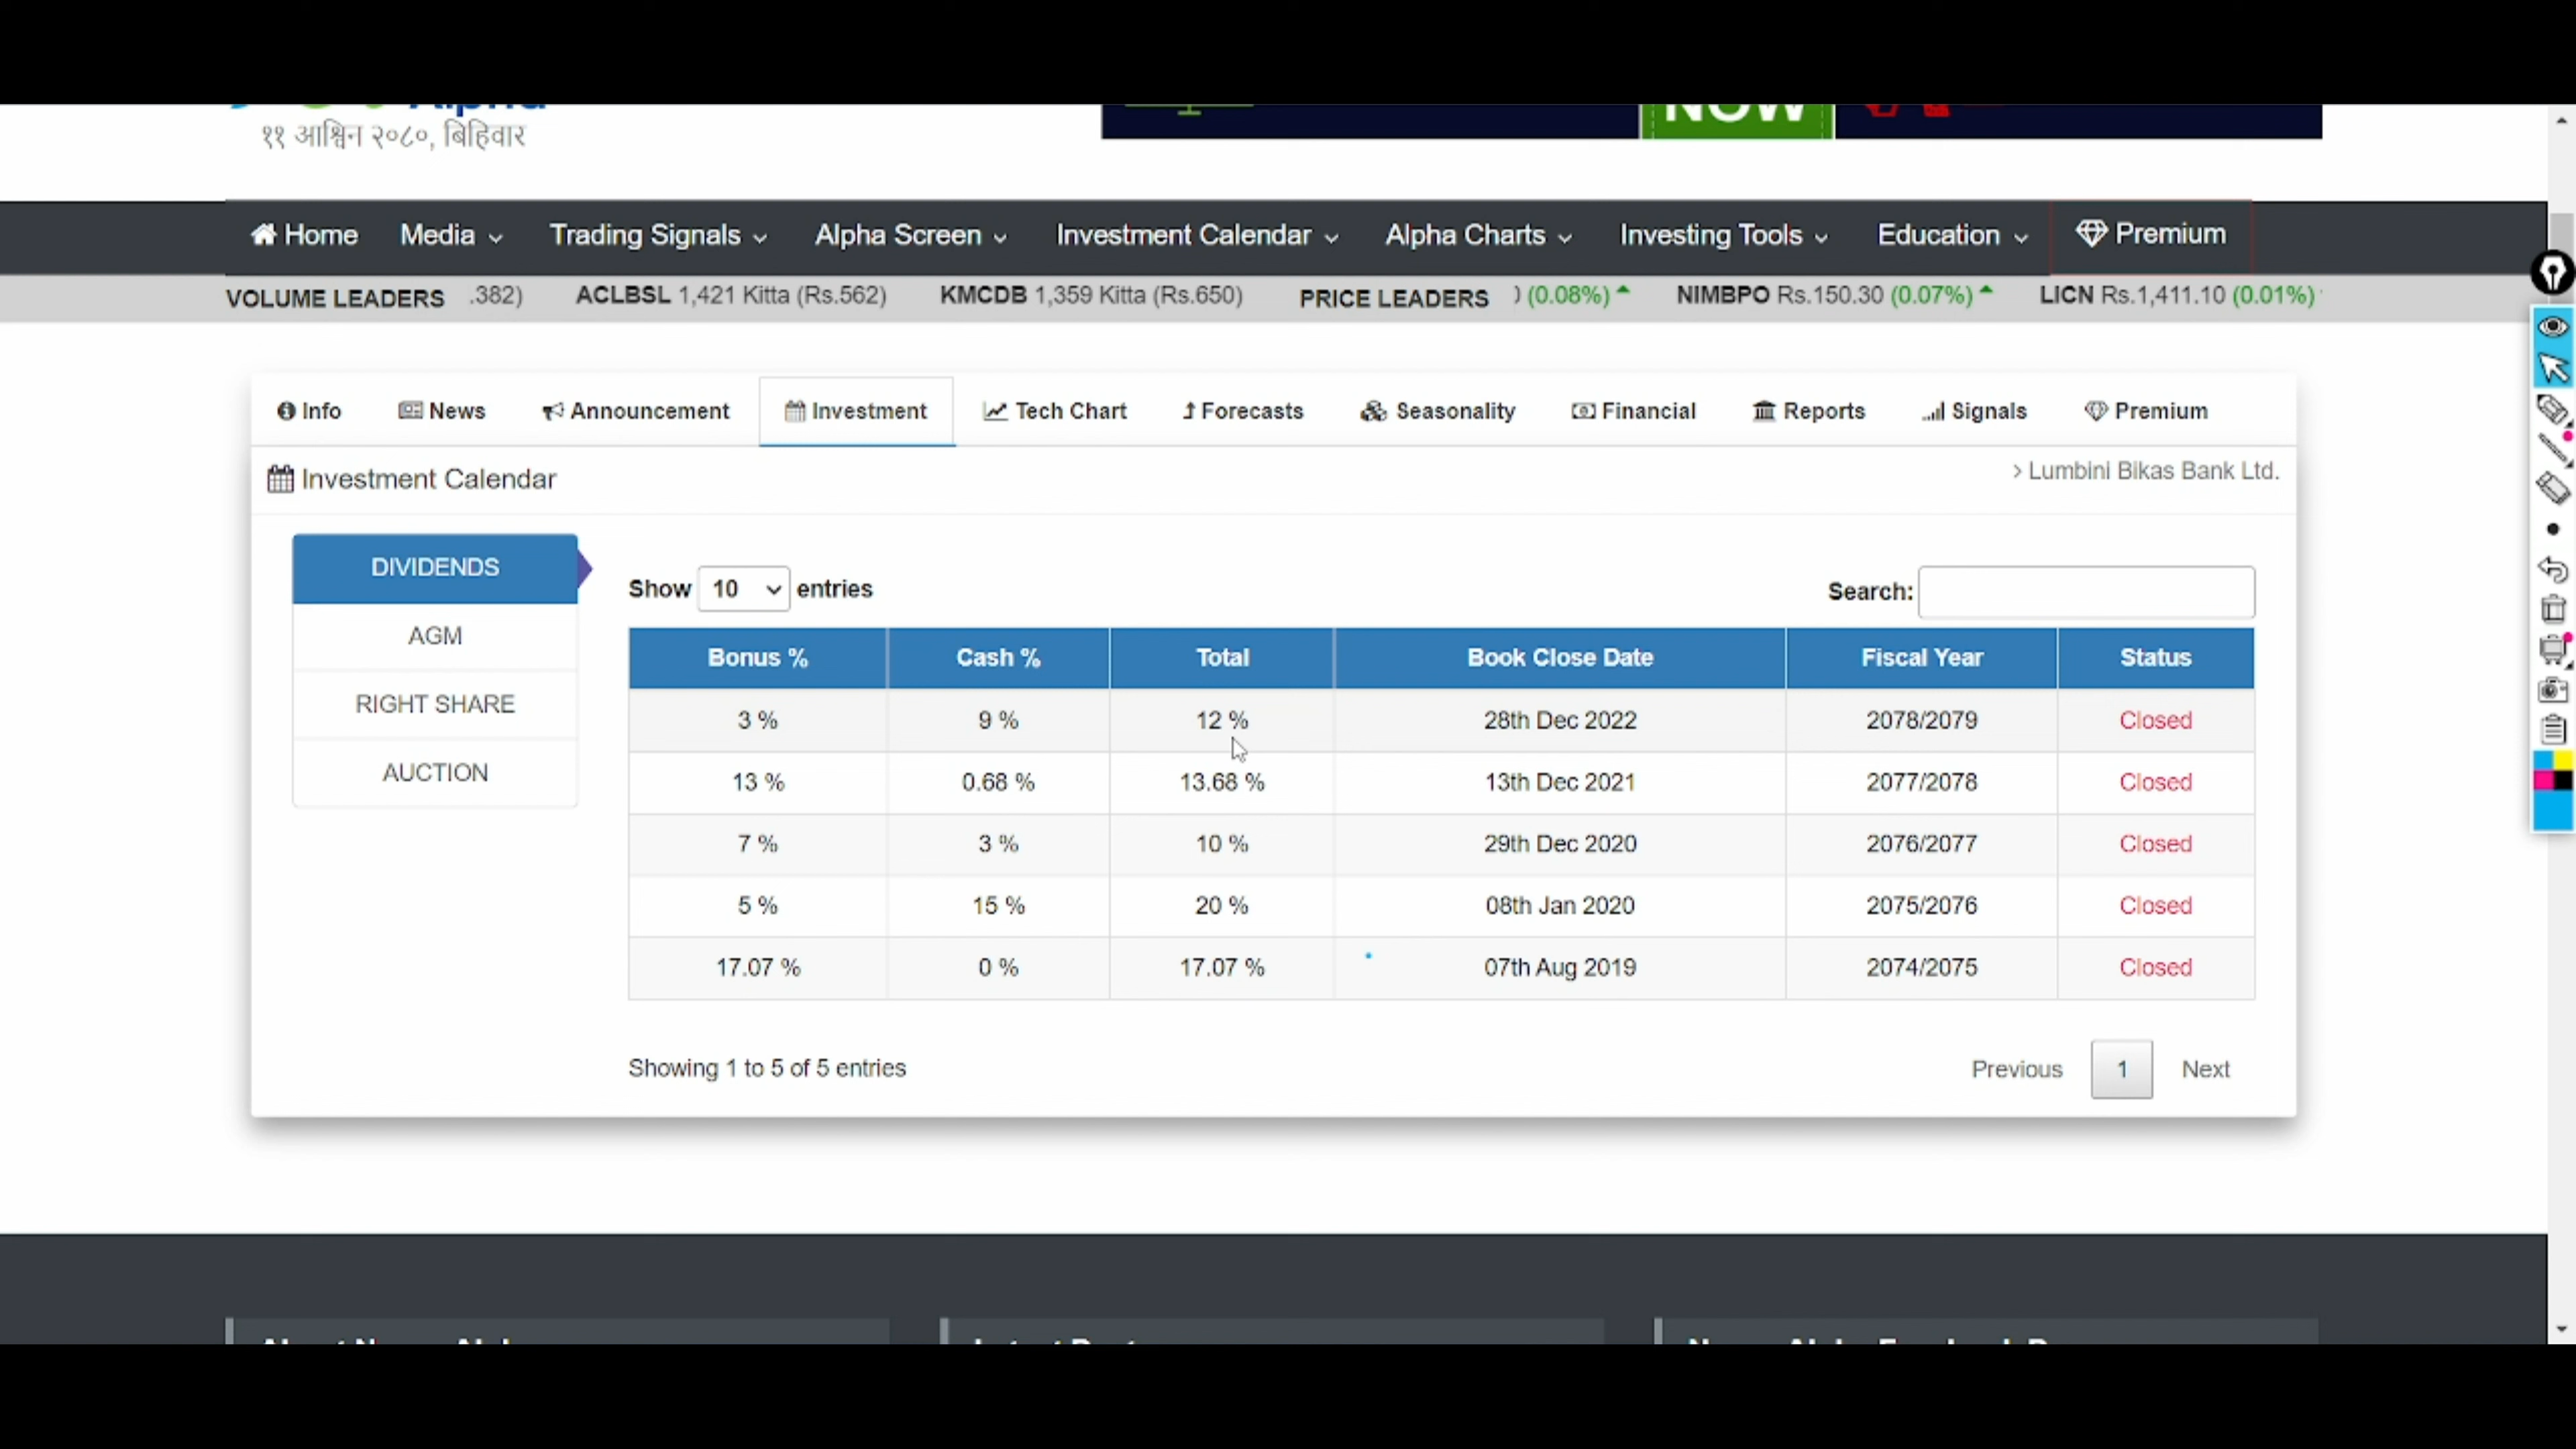 NOW
११ आश्विन २०८०, बिहिवार
Home Media Trading Signals Alpha Screen Investment Calendar Alpha Charts Investing Tools Education Premium
VOLUME LEADERS .382) ACLBSL 1,421 Kitta (Rs.562) KMCDB 1,359 Kitta (Rs.650) PRICE LEADERS ) (0.08%) NIMBPO Rs.150.30 (0.07%) LICN Rs.1,411.10 (0.01%)
Info News Announcement Investment Tech Chart Forecasts Seasonality Financial Reports Signals Premium
Investment Calendar > Lumbini Bikas Bank Ltd.
DIVIDENDS
AGM
RIGHT SHARE
AUCTION
Show 10 entries Search:
Bonus % Cash % Total Book Close Date Fiscal Year Status
3 % 9 % 12 % 28th Dec 2022 2078/2079 Closed
13 % 0.68 % 13.68 % 13th Dec 2021 2077/2078 Closed
7 % 3 % 10 % 29th Dec 2020 2076/2077 Closed
5 % 15 % 20 % 08th Jan 2020 2075/2076 Closed
17.07 % 0 % 17.07 % 07th Aug 2019 2074/2075 Closed
Showing 1 to 5 of 5 entries Previous 1 Next